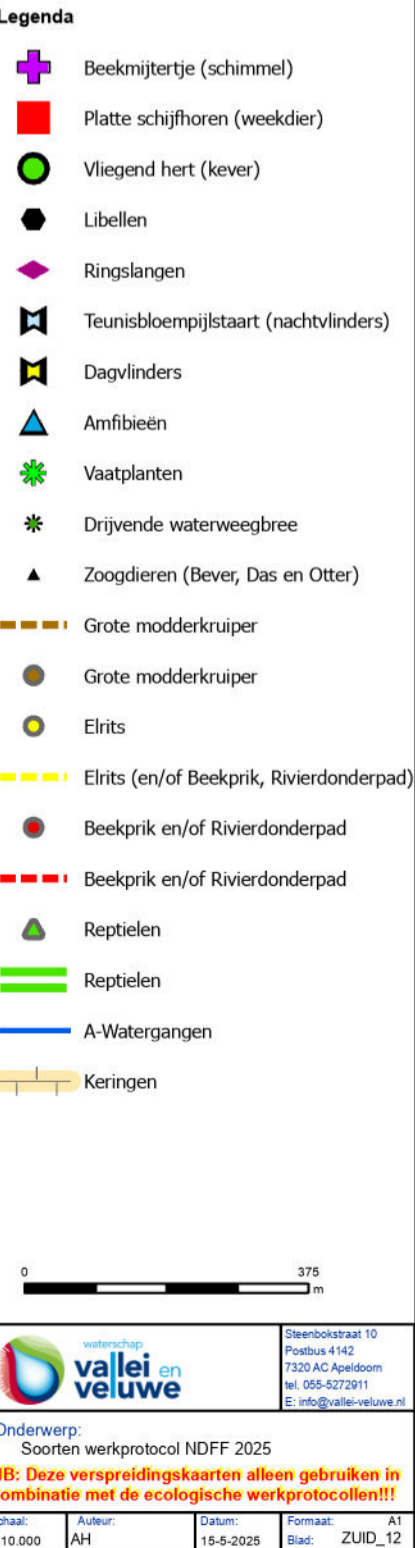 Legenda
Beekmijtertje (schimmel)
Platte schijfhoren (weekdier)
Vliegend hert (kever)
Libellen
Ringslangen
Teunisbloempijlstaart (nachtvlinders)
Dagvlinders
Amfibieën
Vaatplanten
Drijvende waterweegbree
Zoogdieren (Bever, Das en Otter)
Grote modderkruiper
Grote modderkruiper
Elrits
Elrits (en/of Beekprik, Rivierdonderpad)
Beekprik en/of Rivierdonderpad
Beekprik en/of Rivierdonderpad
Reptielen
Reptielen
A-Watergangen
Keringen
0 375
m
waterschap
vallei en
veluwe
Steenbokstraat 10
Postbus 4142
7320 AC Apeldoorn
tel. 055-5272911
E: info@vallei-veluwe.nl
Onderwerp:
Soorten werkprotocol NDFF 2025
NB: Deze verspreidingskaarten alleen gebruiken in
combinatie met de ecologische werkprotocollen!!!
chaal: Auteur: Datum: Formaat: A1
10.000 AH 15-5-2025 Blad: ZUID_12